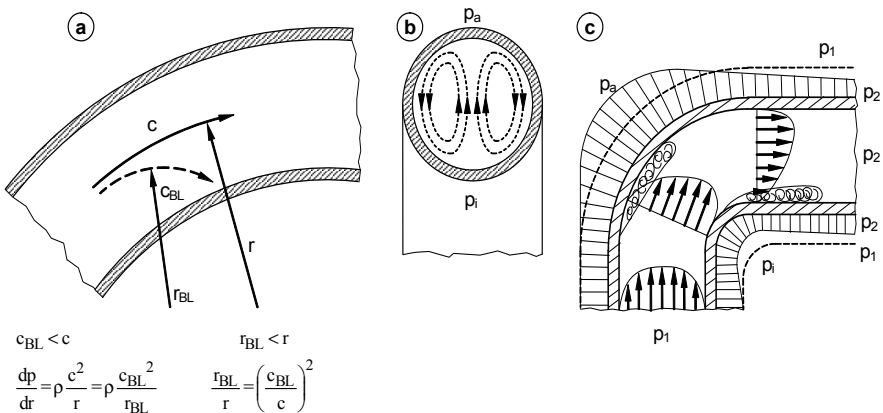 a
c
c_BL
r
r_BL
c_BL < c
r_BL < r
dp/dr = ρ c²/r = ρ c_BL²/r_BL
r_BL/r = (c_BL/c)²
b
p_a
p_i
c
p_1
p_a
p_2
p_2
p_2
p_i
p_1
p_1